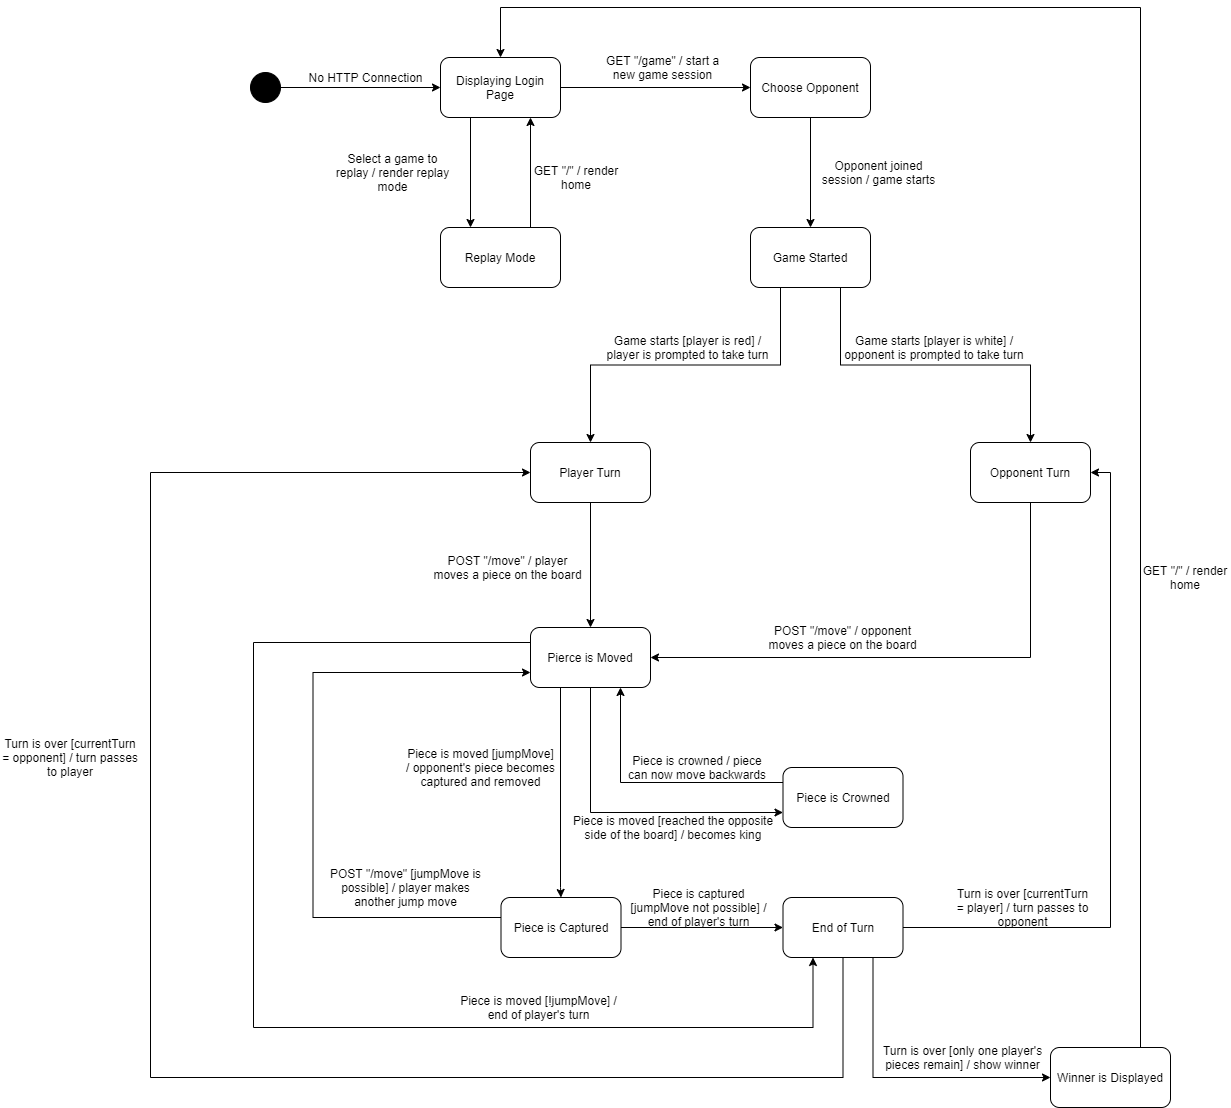 No HTTP Connection
Displaying Login
Page
GET "/game" / start a
new game session
Choose Opponent
Select a game to
replay / render replay
mode
GET "/" / render
home
Opponent joined
session / game starts
Replay Mode
Game Started
Game starts [player is red] /
player is prompted to take turn
Game starts [player is white] /
opponent is prompted to take turn
Player Turn
Opponent Turn
POST "/move" / player
moves a piece on the board
GET "/" / render
home
Pierce is Moved
POST "/move" / opponent
moves a piece on the board
Turn is over [currentTurn
= opponent] / turn passes
to player
Piece is moved [jumpMove]
/ opponent's piece becomes
captured and removed
Piece is crowned / piece
can now move backwards
Piece is Crowned
Piece is moved [reached the opposite
side of the board] / becomes king
POST "/move" [jumpMove is
possible] / player makes
another jump move
Piece is Captured
Piece is captured
[jumpMove not possible] /
end of player's turn
End of Turn
Turn is over [currentTurn
= player] / turn passes to
opponent
Piece is moved [!jumpMove] /
end of player's turn
Turn is over [only one player's
pieces remain] / show winner
Winner is Displayed